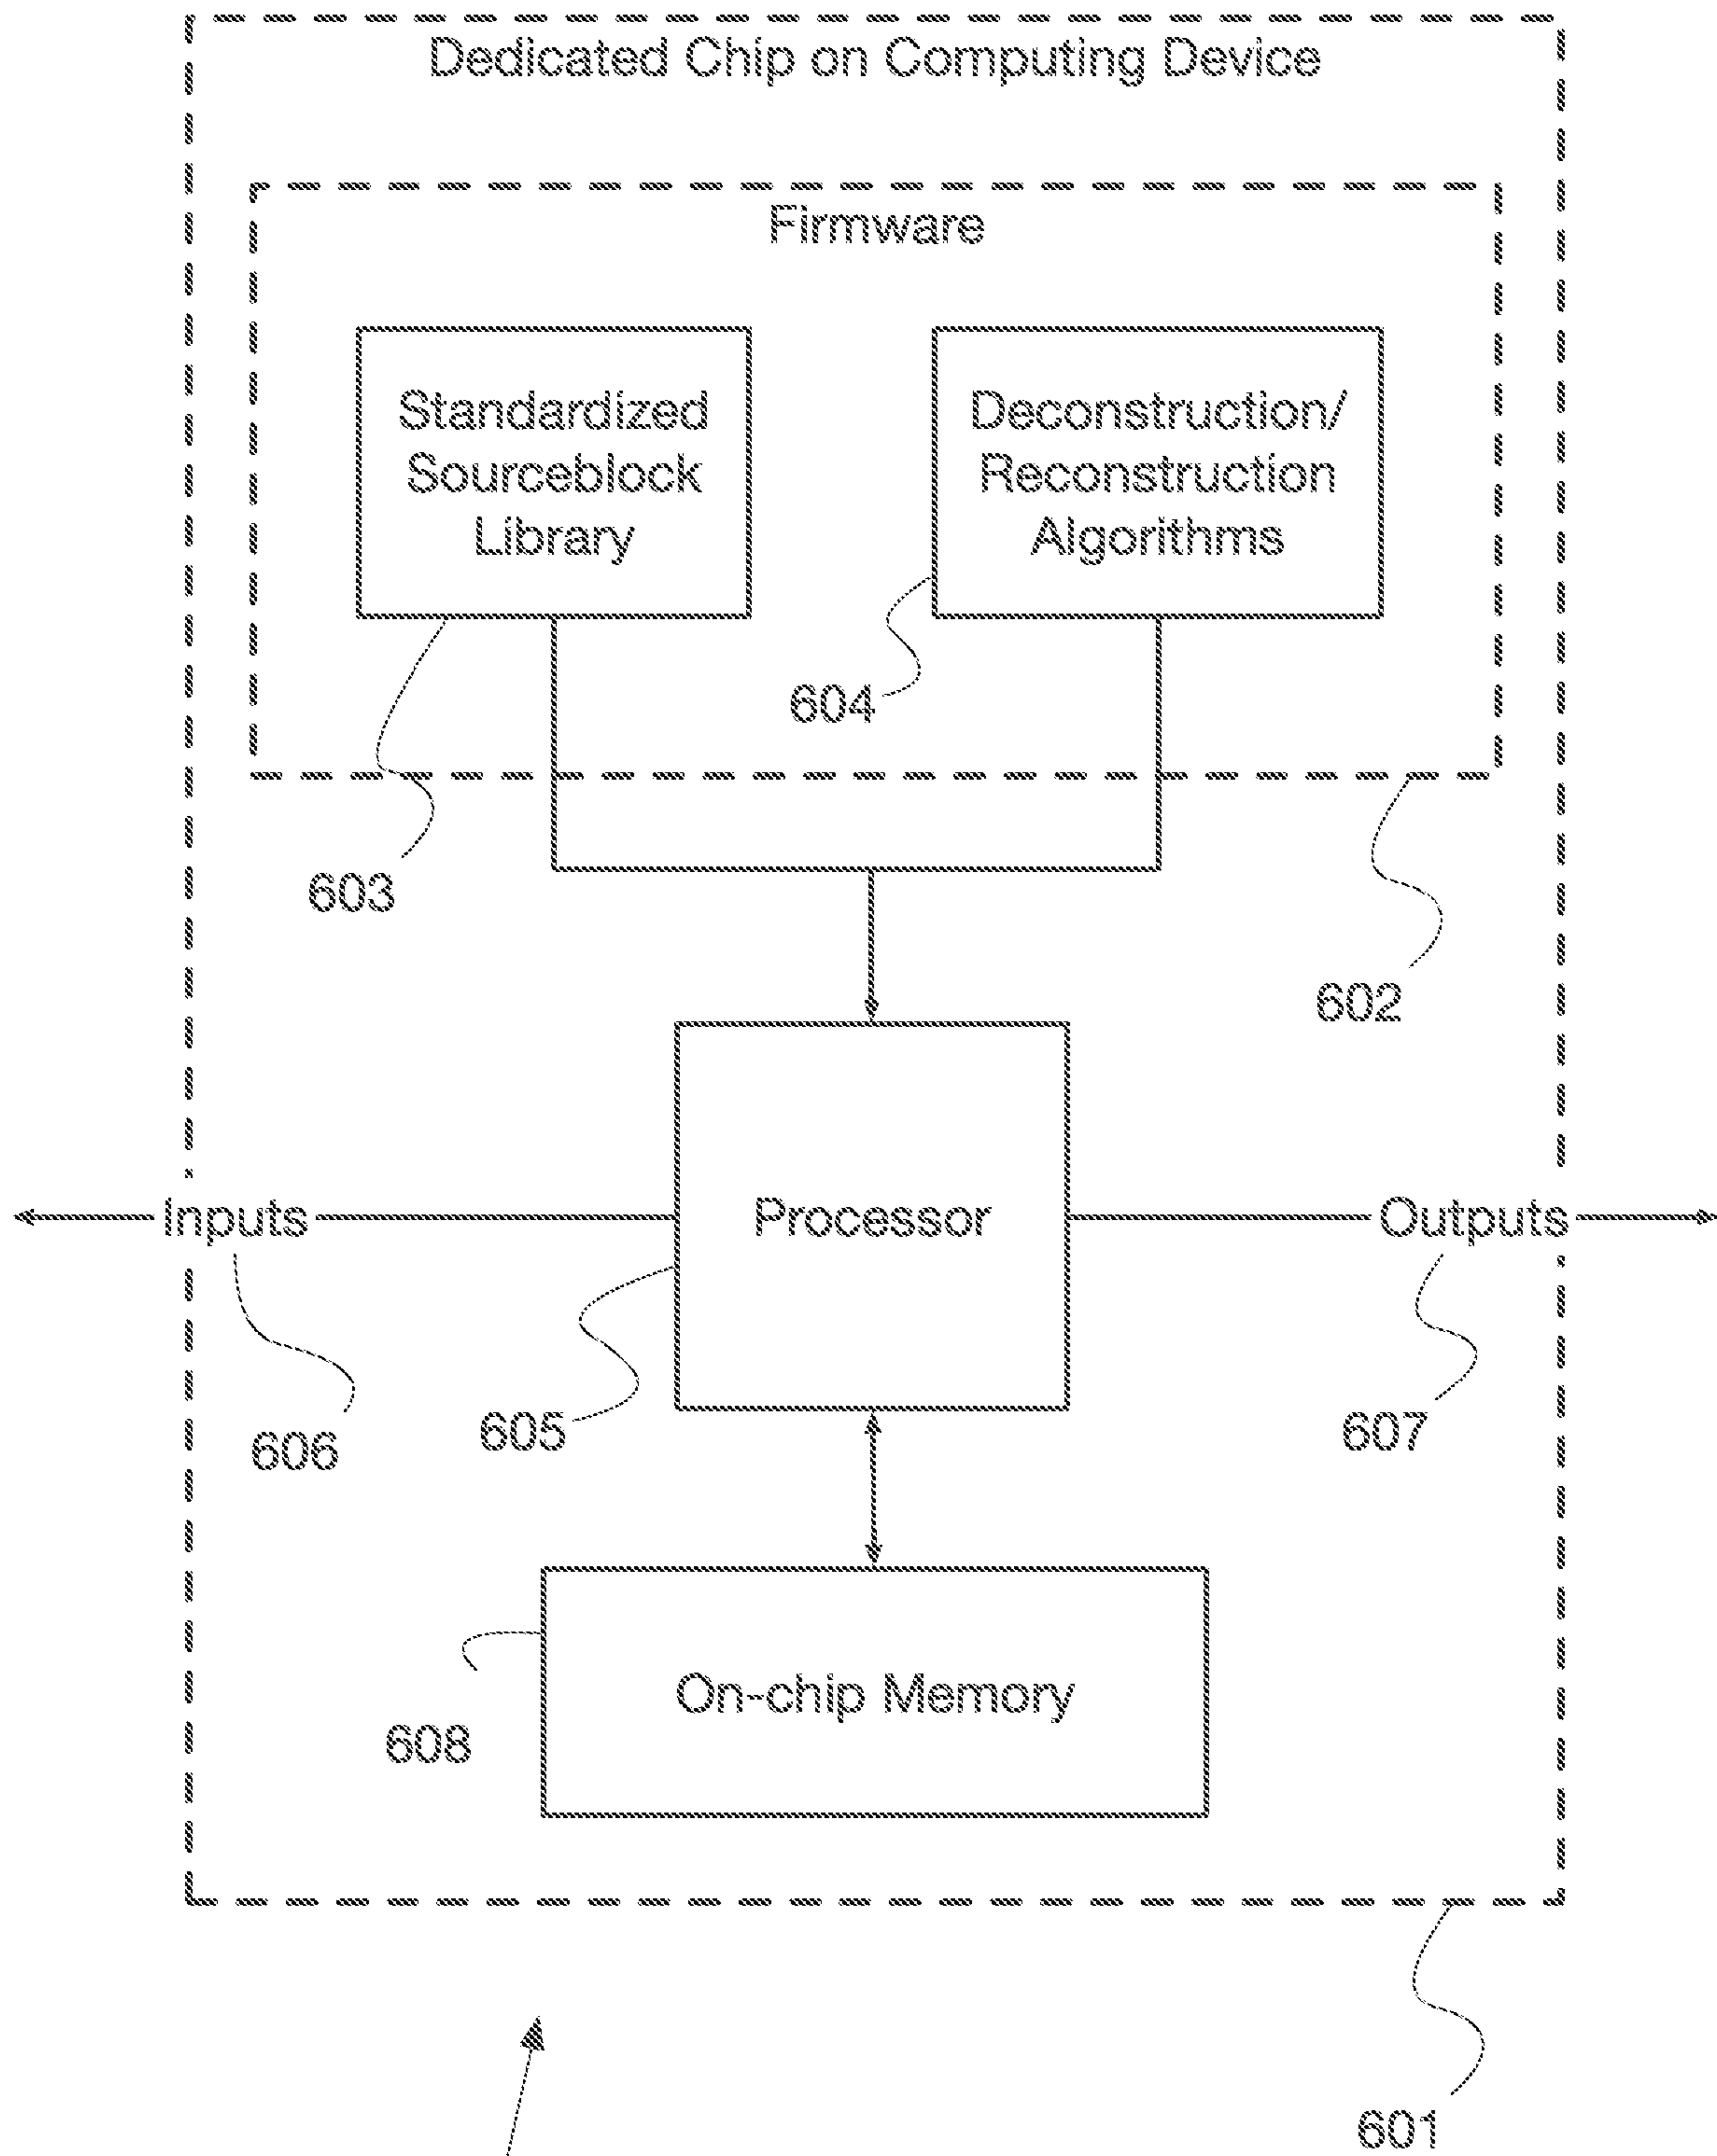 Dedicated Chip on Computing Device
Firmware
Standardized
Sourceblock
Library
Deconstruction/
Reconstruction
Algorithms
604
603
602
Inputs
Processor
Outputs
606
605
607
On-chip Memory
608
601